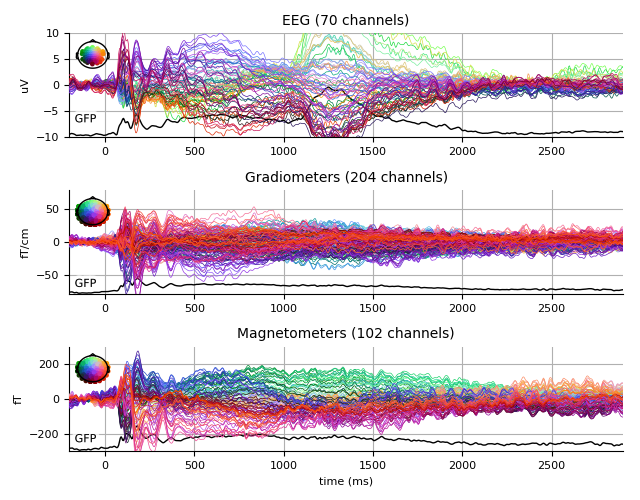 EEG (70 channels)
10
5
0
−5
−10
uV
GFP
0 500 1000 1500 2000 2500
Gradiometers (204 channels)
50
0
−50
fT/cm
GFP
0 500 1000 1500 2000 2500
Magnetometers (102 channels)
200
0
−200
fT
GFP
0 500 1000 1500 2000 2500
time (ms)